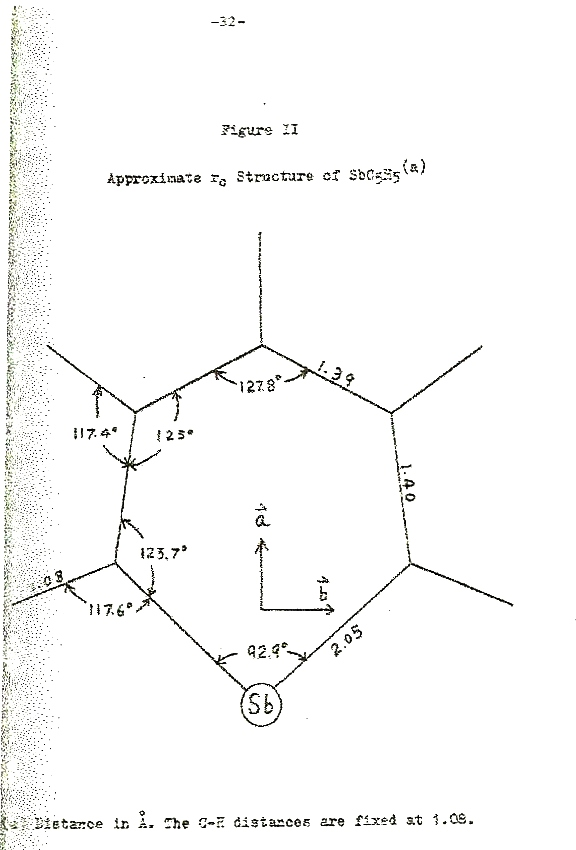 -32-
Figure II
Approximate r₀ Structure of SbC₅H₅(a)
127.8°
1.39
117.4°
125°
1.40
a
123.7°
1.08
b
117.6°
92.9°
2.05
Sb
(a) Distance in Å. The C-H distances are fixed at 1.08.